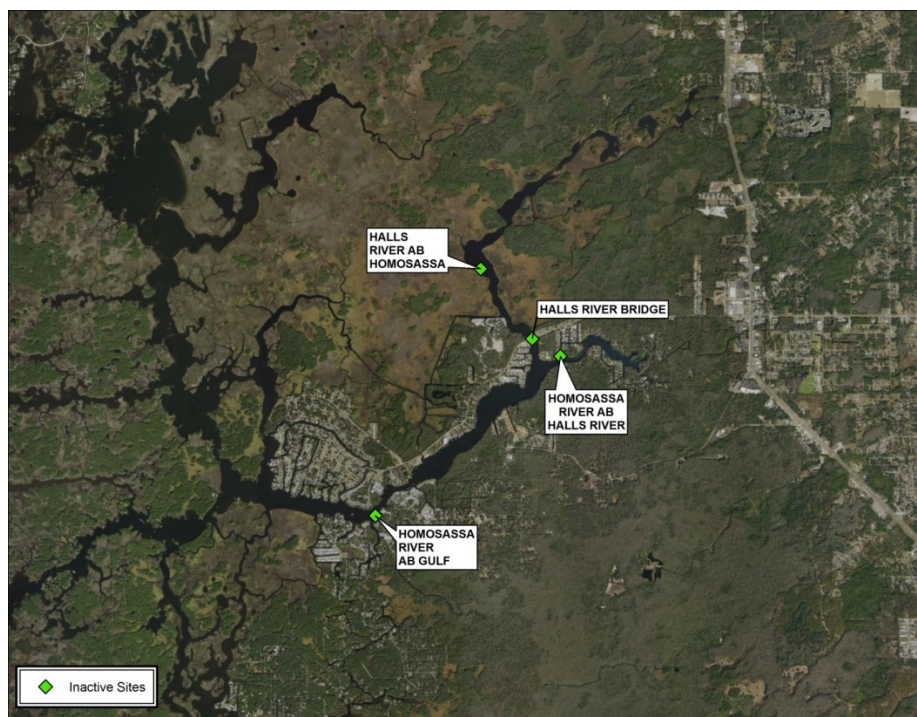 HALLS
RIVER AB
HOMOSASSA
HALLS RIVER BRIDGE
HOMOSASSA
RIVER AB
HALLS RIVER
HOMOSASSA
RIVER
AB GULF
Inactive Sites